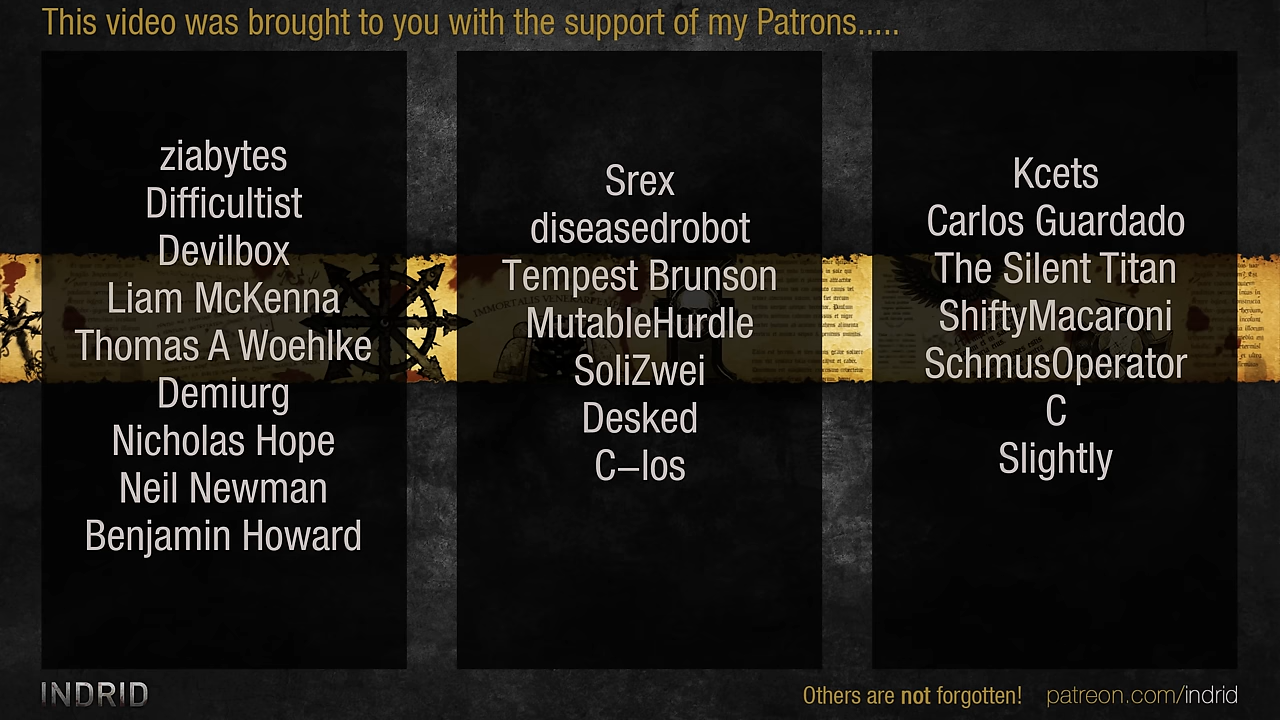 This video was brought to you with the support of my Patrons.....
ziabytes
Difficultist
Devilbox
Liam McKenna
Thomas A Woehlke
Demiurg
Nicholas Hope
Neil Newman
Benjamin Howard
Srex
diseasedrobot
Tempest Brunson
MutableHurdle
SoliZwei
Desked
C–los
Kcets
Carlos Guardado
The Silent Titan
ShiftyMacaroni
SchmusOperator
C
Slightly
INDRID
Others are not forgotten! patreon.com/indrid